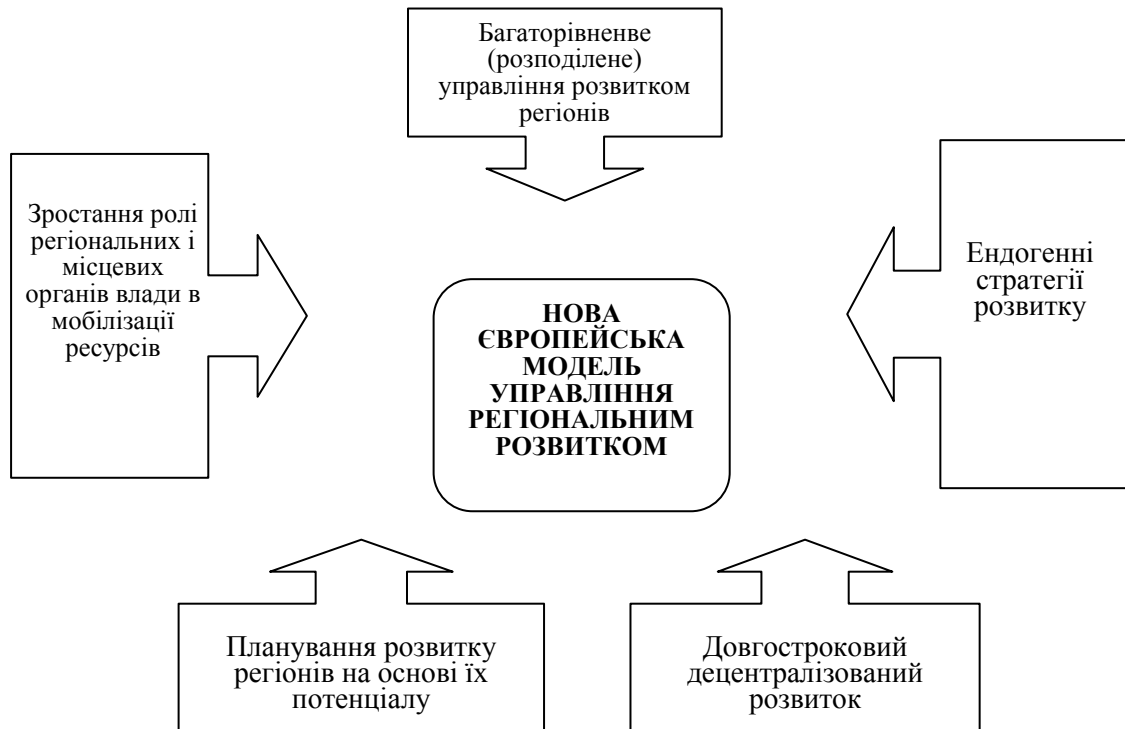 Багаторівненве
(розподілене)
управління розвитком
регіонів
Зростання ролі
регіональних і
місцевих
органів влади в
мобілізації
ресурсів
Ендогенні
стратегії
розвитку
НОВА
ЄВРОПЕЙСЬКА
МОДЕЛЬ
УПРАВЛІННЯ
РЕГІОНАЛЬНИМ
РОЗВИТКОМ
Планування розвитку
регіонів на основі їх
потенціалу
Довгостроковий
децентралізований
розвиток